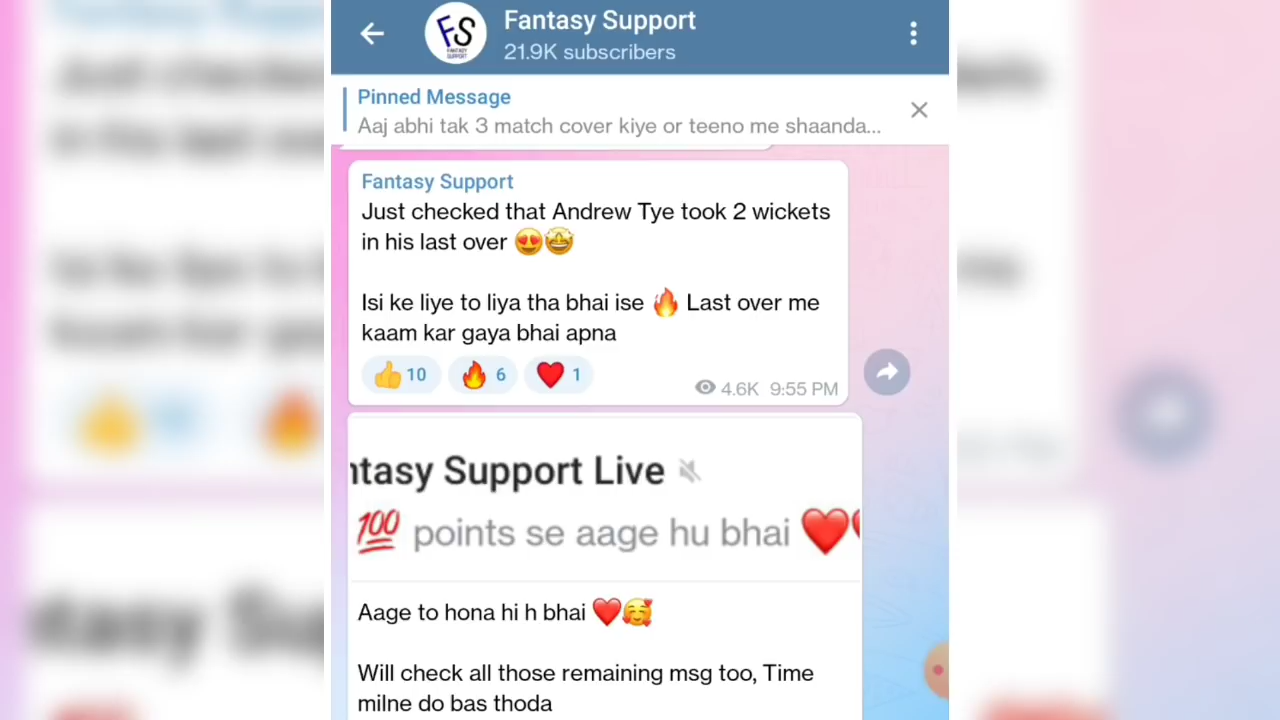 FS
FANTASY
SUPPORT
Fantasy Support
21.9K subscribers
Pinned Message
Aaj abhi tak 3 match cover kiye or teeno me shaanda...
Fantasy Support
Just checked that Andrew Tye took 2 wickets
in his last over 😍🤩
Isi ke liye to liya tha bhai ise 🔥 Last over me
kaam kar gaya bhai apna
👍 10 🔥 6 ❤️ 1
4.6K 9:55 PM
ntasy Support Live
💯 points se aage hu bhai ❤️
Aage to hona hi h bhai ❤️🥰
Will check all those remaining msg too, Time
milne do bas thoda